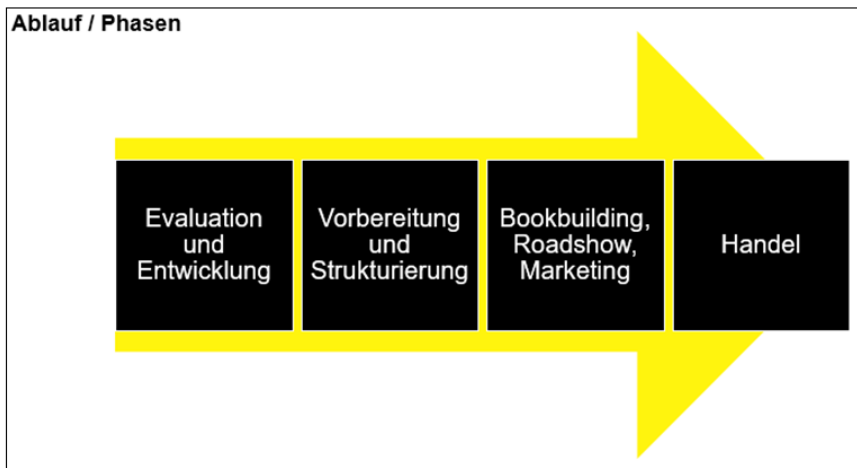 Ablauf / Phasen
Evaluation
und
Entwicklung
Vorbereitung
und
Strukturierung
Bookbuilding,
Roadshow,
Marketing
Handel